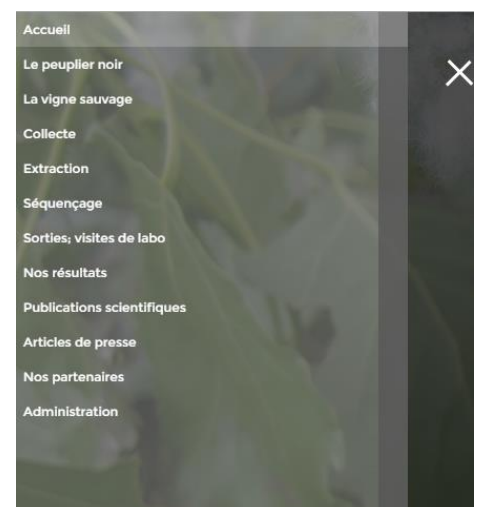 Accueil
Le peuplier noir
La vigne sauvage
Collecte
Extraction
Séquençage
Sorties; visites de labo
Nos résultats
Publications scientifiques
Articles de presse
Nos partenaires
Administration